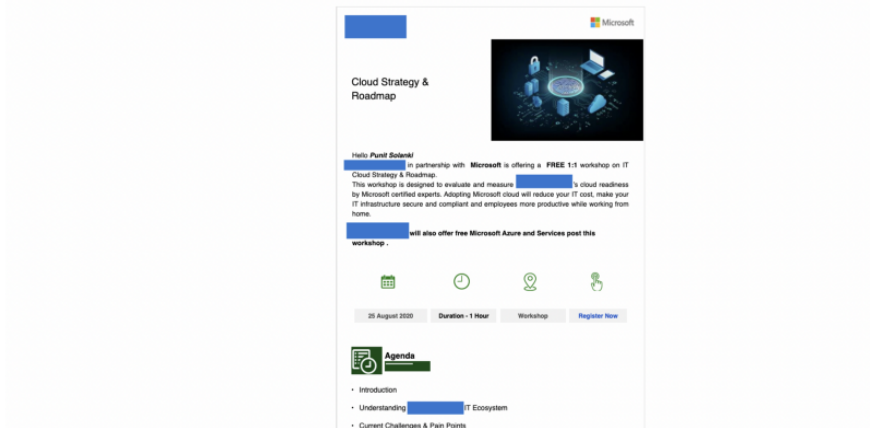 Microsoft
Cloud Strategy &
Roadmap
Hello Punit Solanki
in partnership with Microsoft is offering a FREE 1:1 workshop on IT
Cloud Strategy & Roadmap.
This workshop is designed to evaluate and measure 's cloud readiness
by Microsoft certified experts. Adopting Microsoft cloud will reduce your IT cost, make your
IT infrastructure secure and compliant and employees more productive while working from
home.
will also offer free Microsoft Azure and Services post this
workshop .
25 August 2020 Duration - 1 Hour Workshop Register Now
Agenda
• Introduction
• Understanding IT Ecosystem
• Current Challenges & Pain Points